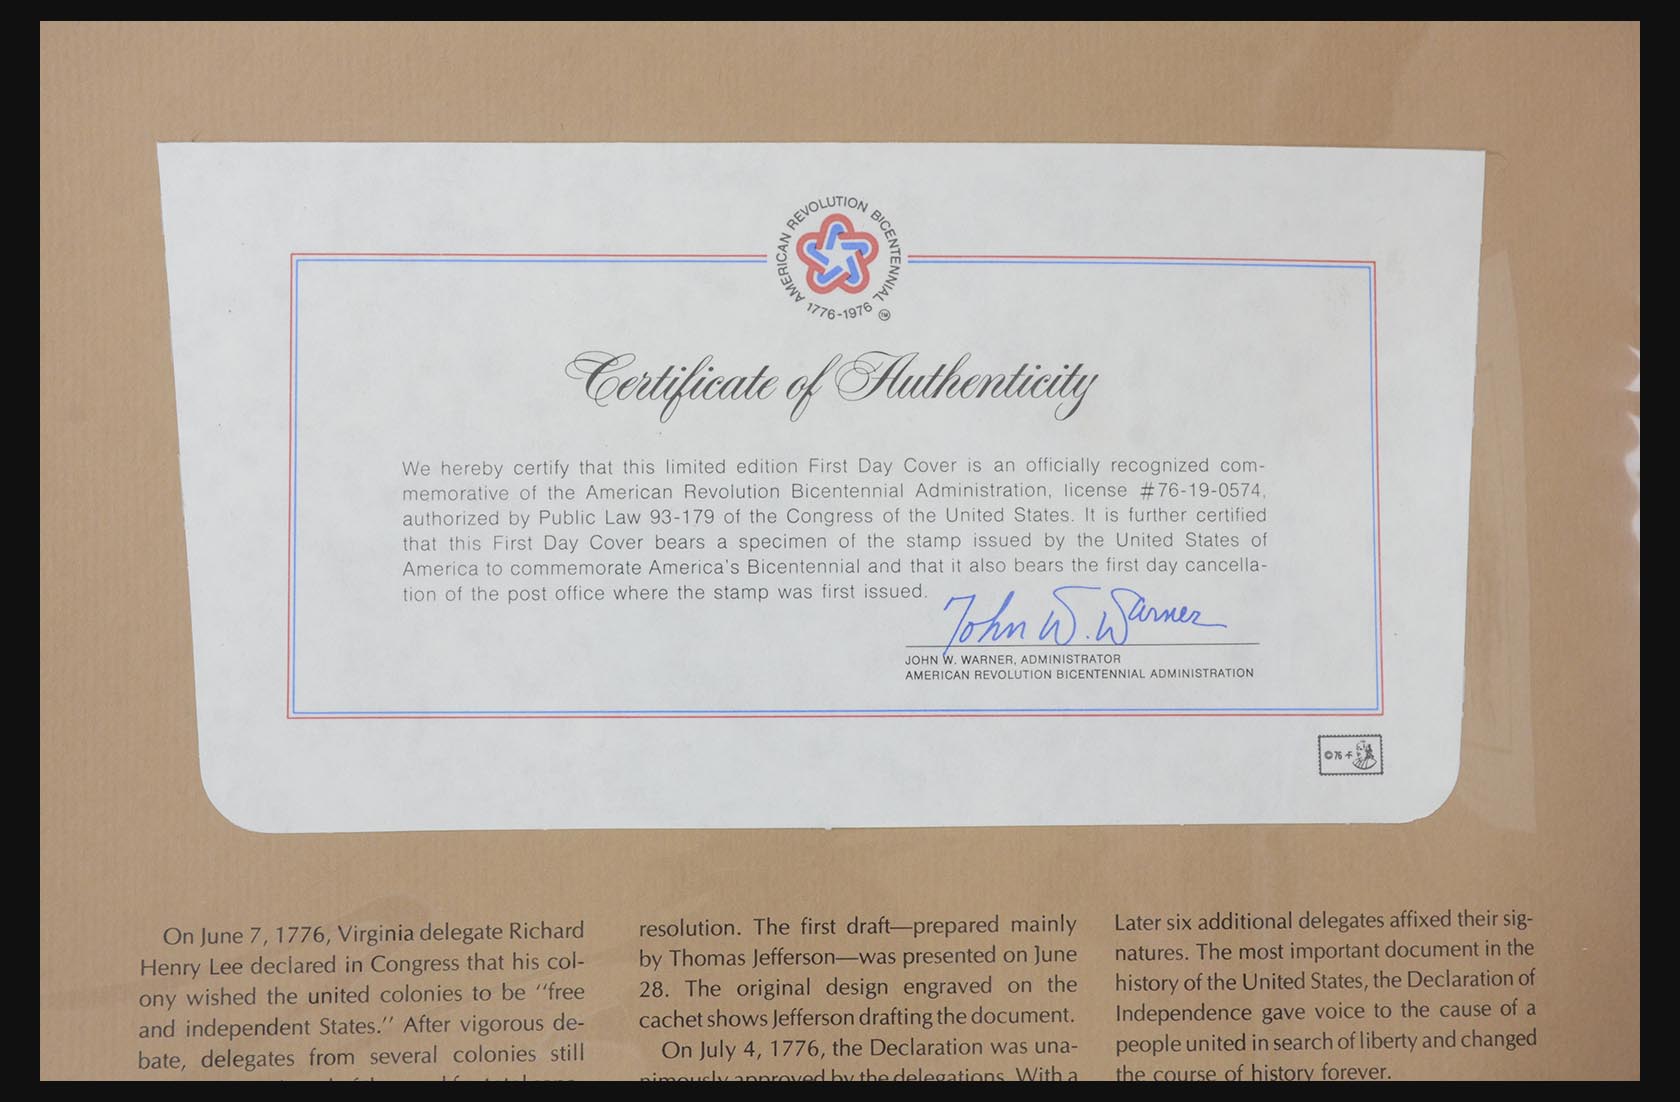 AMERICAN REVOLUTION BICENTENNIAL
1776-1976 TM
Certificate of Authenticity
We hereby certify that this limited edition First Day Cover is an officially recognized com-
memorative of the American Revolution Bicentennial Administration, license #76-19-0574,
authorized by Public Law 93-179 of the Congress of the United States. It is further certified
that this First Day Cover bears a specimen of the stamp issued by the United States of
America to commemorate America's Bicentennial and that it also bears the first day cancella-
tion of the post office where the stamp was first issued.
John W. Warner
JOHN W. WARNER, ADMINISTRATOR
AMERICAN REVOLUTION BICENTENNIAL ADMINISTRATION
©76 F
On June 7, 1776, Virginia delegate Richard
Henry Lee declared in Congress that his col-
ony wished the united colonies to be “free
and independent States.” After vigorous de-
bate, delegates from several colonies still
resolution. The first draft—prepared mainly
by Thomas Jefferson—was presented on June
28. The original design engraved on the
cachet shows Jefferson drafting the document.
On July 4, 1776, the Declaration was una-
nimously approved by the delegations. With a
Later six additional delegates affixed their sig-
natures. The most important document in the
history of the United States, the Declaration of
Independence gave voice to the cause of a
people united in search of liberty and changed
the course of history forever.